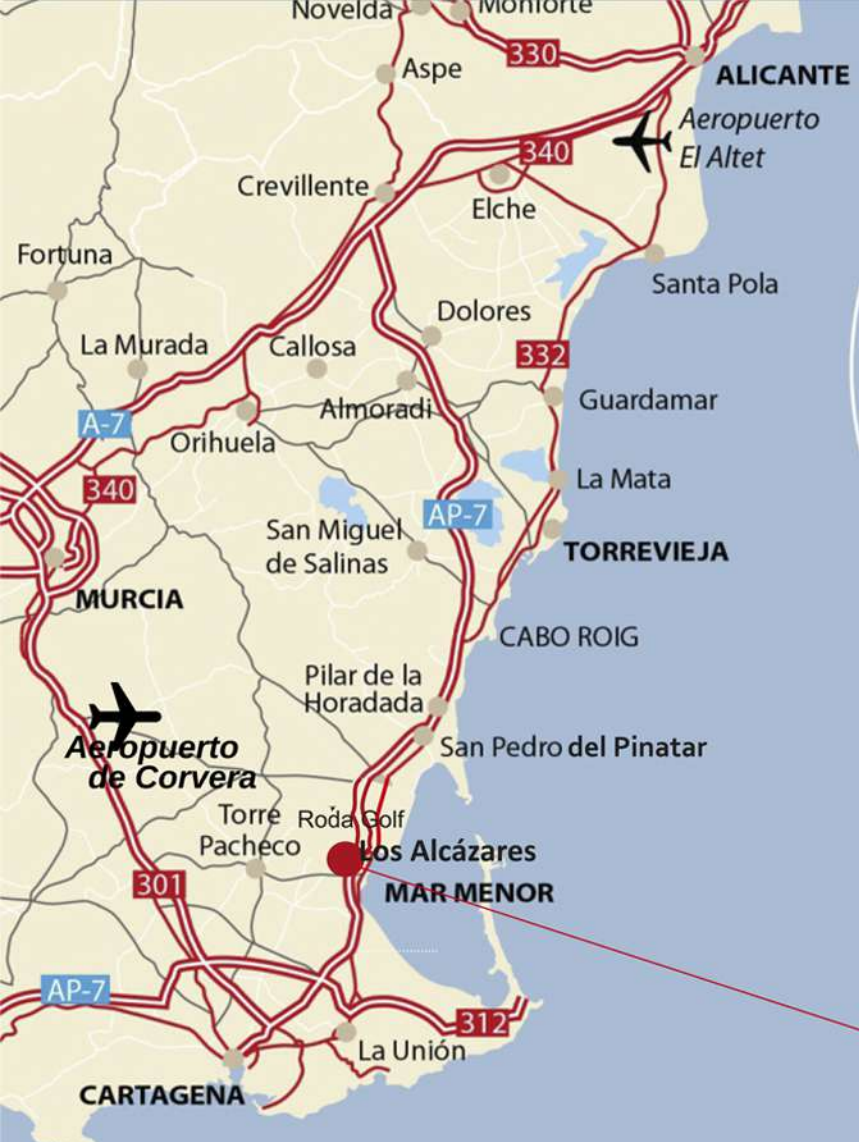 Novelda
Monforte
330
Aspe
ALICANTE
Aeropuerto
El Altet
340
Crevillente
Elche
Fortuna
Santa Pola
Dolores
La Murada
Callosa
332
Almoradi
Guardamar
A-7
Orihuela
La Mata
340
AP-7
San Miguel
de Salinas
TORREVIEJA
MURCIA
CABO ROIG
Pilar de la
Horadada
Aeropuerto
de Corvera
San Pedro del Pinatar
Torre
Pacheco
Roda Golf
Los Alcázares
301
MAR MENOR
AP-7
312
La Unión
CARTAGENA